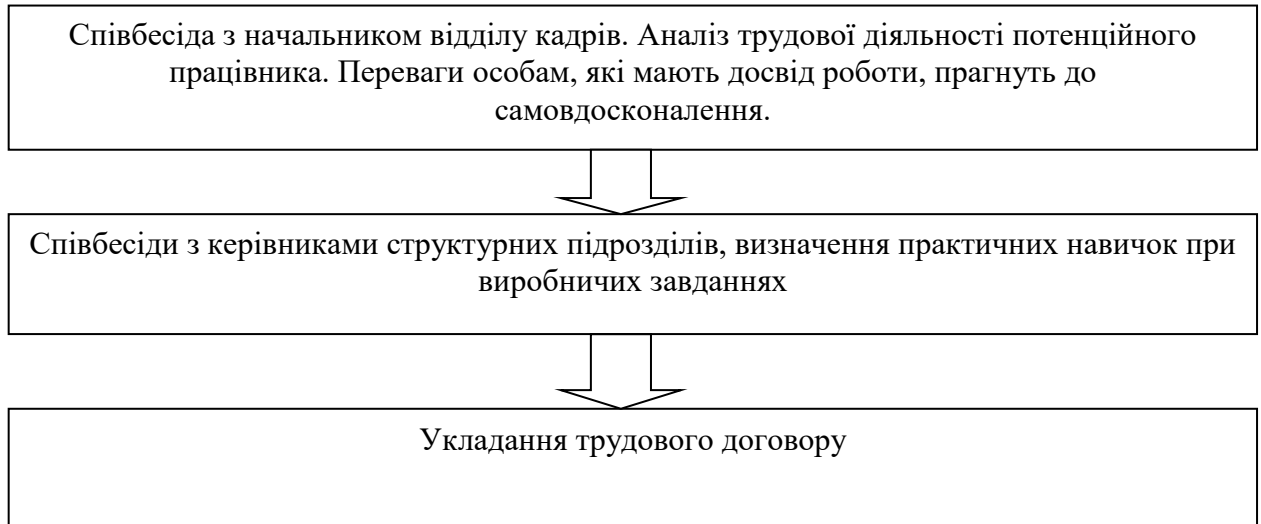 Співбесіда з начальником відділу кадрів. Аналіз трудової діяльності потенційного
працівника. Переваги особам, які мають досвід роботи, прагнуть до
самовдосконалення.
Співбесіди з керівниками структурних підрозділів, визначення практичних навичок при
виробничих завданнях
Укладання трудового договору